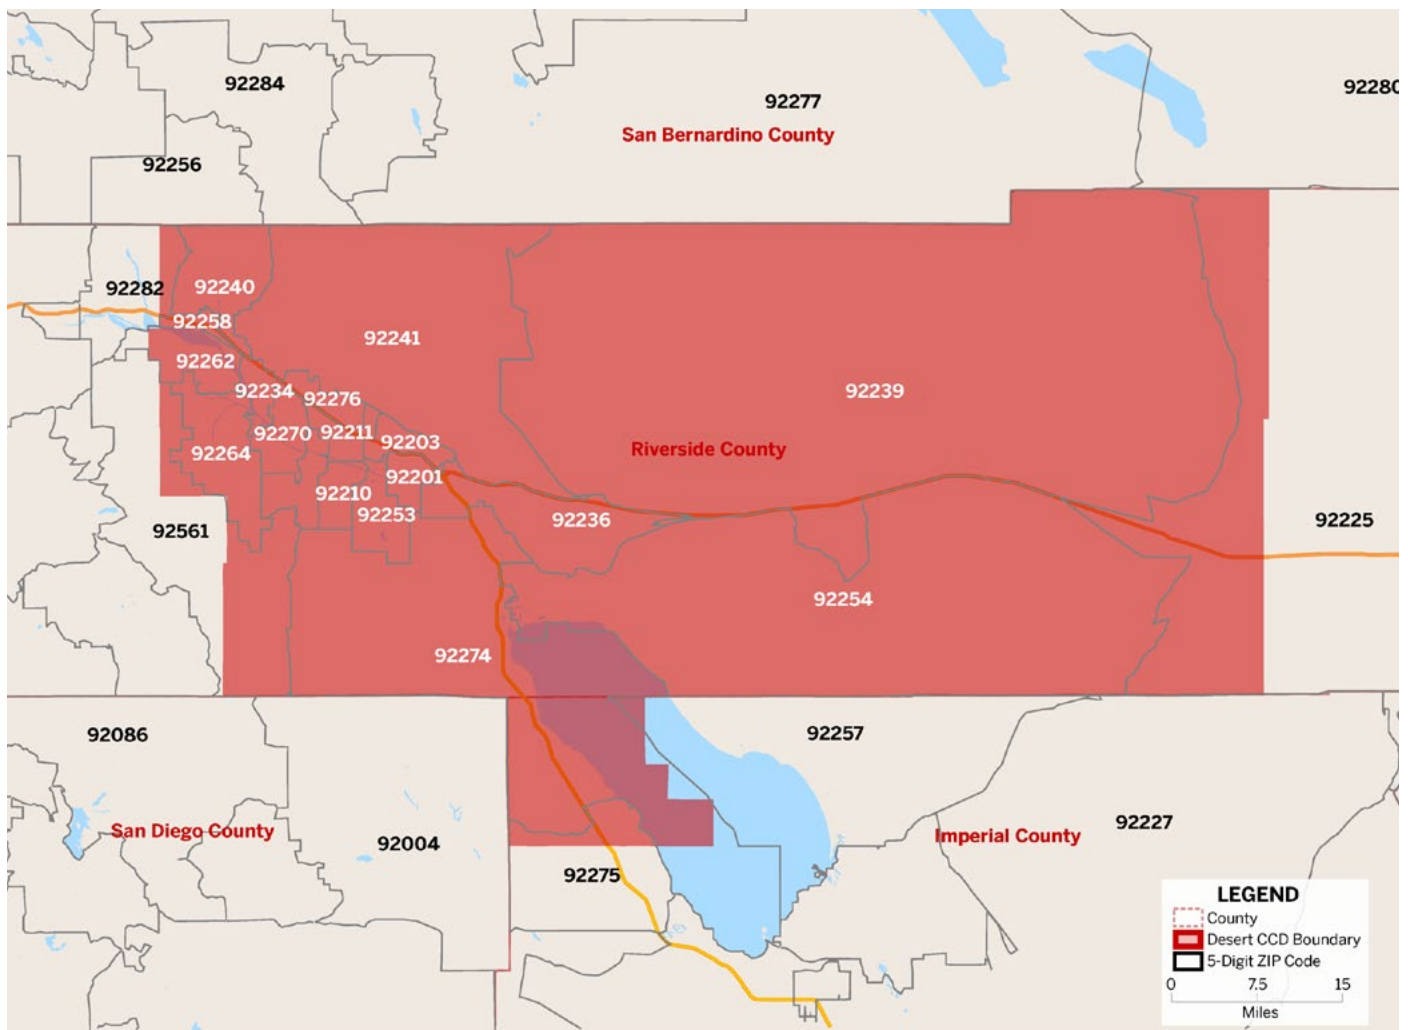 92284
92277
92280
San Bernardino County
92256
92282
92240
92258
92241
92262
92234
92276
92239
92270
92211
92203
Riverside County
92264
92201
92210
92253
92236
92225
92561
92254
92274
92086
92257
San Diego County
92004
Imperial County
92227
92275
LEGEND
County
Desert CCD Boundary
5-Digit ZIP Code
0 7.5 15
Miles